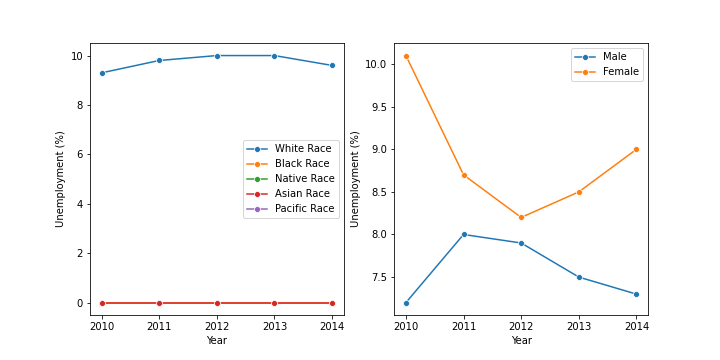 10
8
6
4
2
0
Unemployment (%)
2010 2011 2012 2013 2014
Year
White Race
Black Race
Native Race
Asian Race
Pacific Race
10.0
9.5
9.0
8.5
8.0
7.5
Unemployment (%)
2010 2011 2012 2013 2014
Year
Male
Female